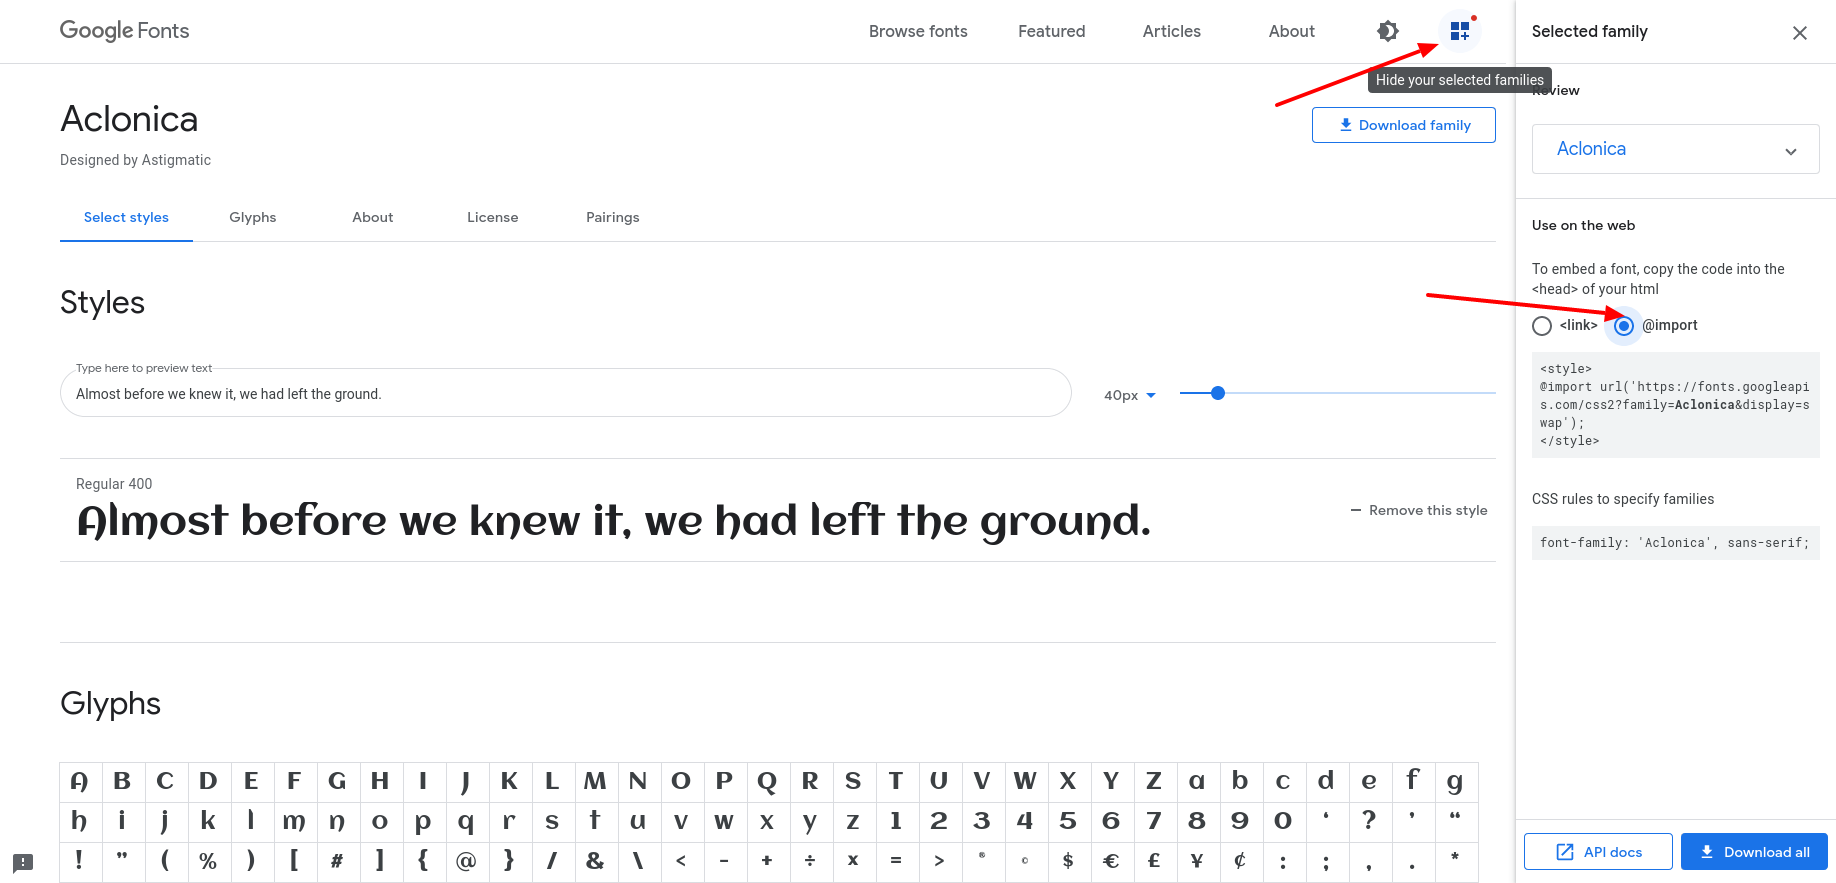 Google Fonts
Browse fonts
Featured
Articles
About
Hide your selected families
Aclonica
Designed by Astigmatic
Download family
Select styles
Glyphs
About
License
Pairings
Styles
Type here to preview text
Almost before we knew it, we had left the ground.
40px
Regular 400
Almost before we knew it, we had left the ground.
Remove this style
Glyphs
A B C D E F G H I J K L M N O P Q R S T U V W X Y Z a b c d e f g
h i j k l m n o p q r s t u v w x y z 1 2 3 4 5 6 7 8 9 0 ‘ ? ’ “
! ” ( % ) [ # ] { @ } / & \ < - + ÷ x = > ® © $ € £ ¥ ¢ : ; , . *
Selected family
Review
Aclonica
Use on the web
To embed a font, copy the code into the
<head> of your html
<link>
@import
<style>
@import url('https://fonts.googleapi
s.com/css2?family=Aclonica&display=s
wap');
</style>
CSS rules to specify families
font-family: 'Aclonica', sans-serif;
API docs
Download all